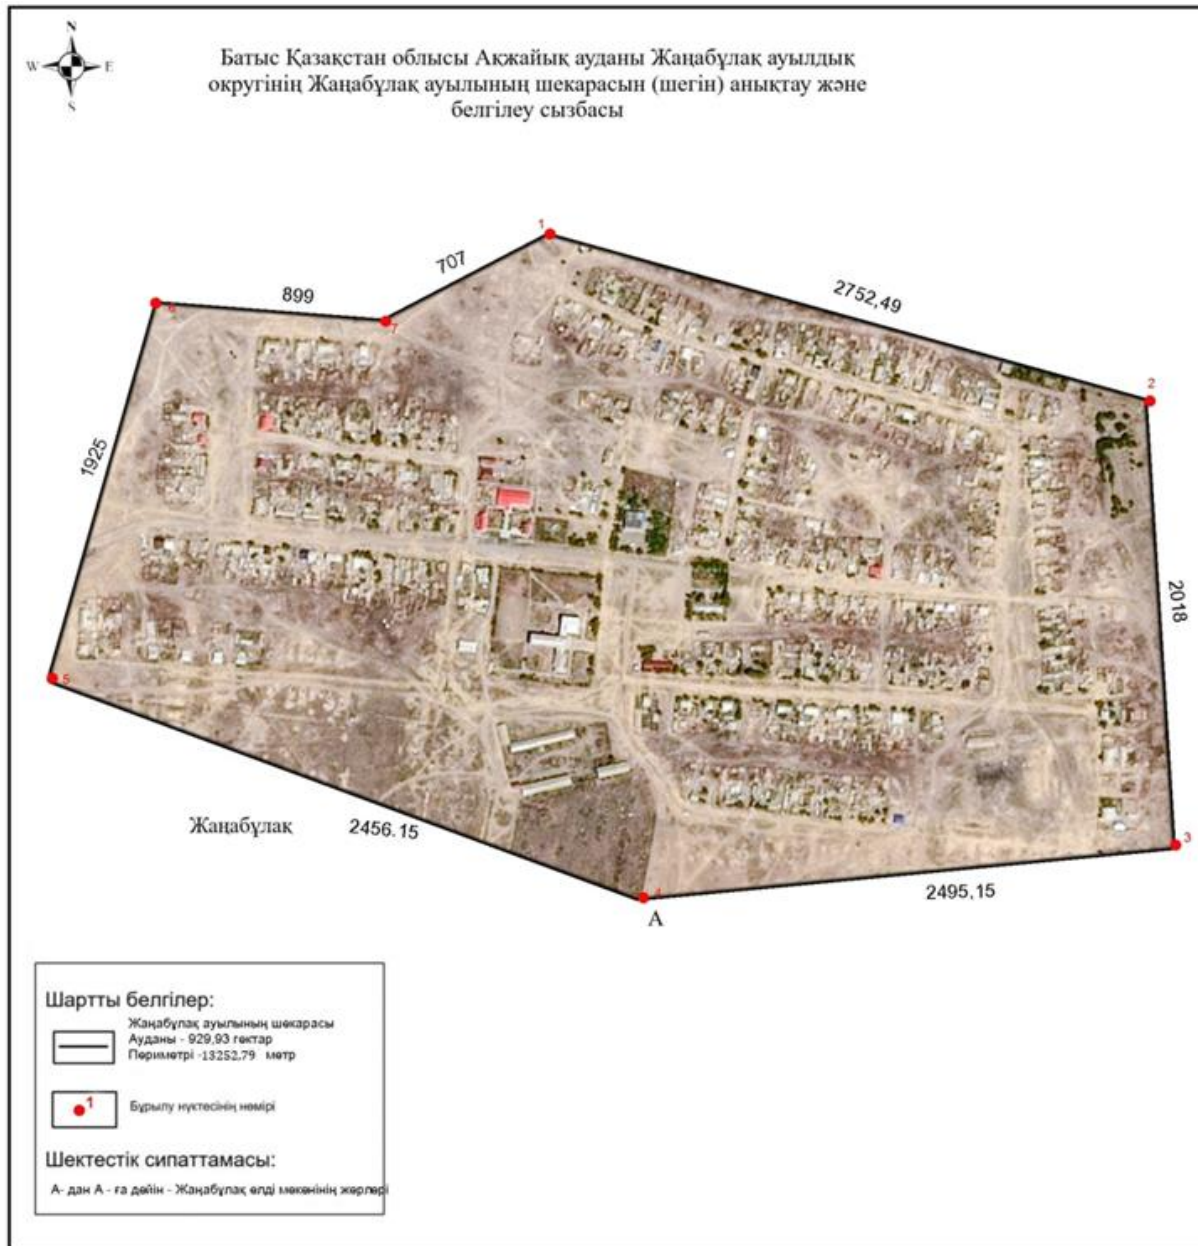 N
W E
S
Батыс Қазақстан облысы Ақжайық ауданы Жаңабұлақ ауылдық
округінің Жаңабұлақ ауылының шекарасын (шегін) анықтау және
белгілеу сызбасы
1
707
2752,49
899
6
7
2
1925
2018
5
Жаңабұлақ
2456.15
3
4
2495,15
А
Шартты белгілер:
Жаңабұлақ ауылының шекарасы
Ауданы - 929,93 гектар
Периметрі -13252,79 метр
1
Бұрылу нүктесінің нөмірі
Шектестік сипаттамасы:
А- дан А - ға дейін - Жаңабұлақ елді мекенінің жерлері